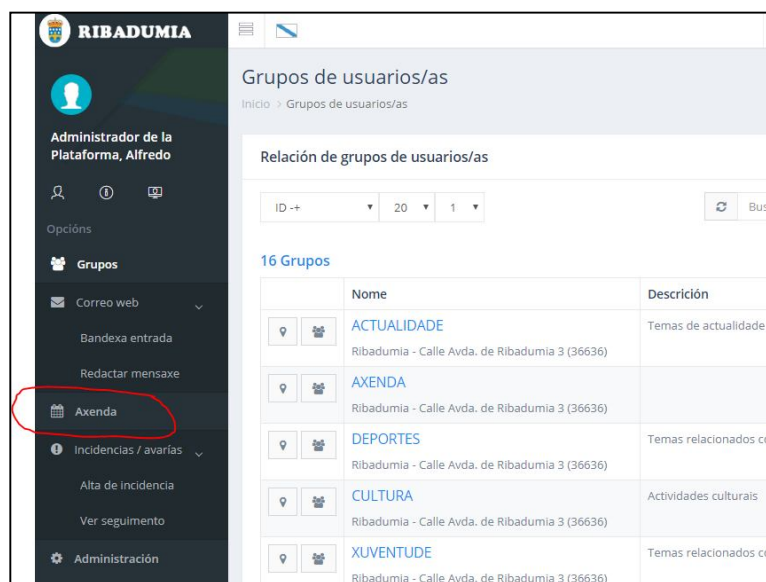 RIBADUMIA
Administrador de la
Plataforma, Alfredo
Opcións
Grupos
Correo web
Bandexa entrada
Redactar mensaxe
Axenda
Incidencias / avarías
Alta de incidencia
Ver seguimento
Administración
Grupos de usuarios/as
Inicio > Grupos de usuarios/as
Relación de grupos de usuarios/as
ID -+ 20 1 Bus
16 Grupos
Nome Descrición
ACTUALIDADE Temas de actualidade
Ribadumia - Calle Avda. de Ribadumia 3 (36636)
AXENDA
Ribadumia - Calle Avda. de Ribadumia 3 (36636)
DEPORTES Temas relacionados co
Ribadumia - Calle Avda. de Ribadumia 3 (36636)
CULTURA Actividades culturais
Ribadumia - Calle Avda. de Ribadumia 3 (36636)
XUVENTUDE Temas relacionados co
Ribadumia - Calle Avda. de Ribadumia 3 (36636)